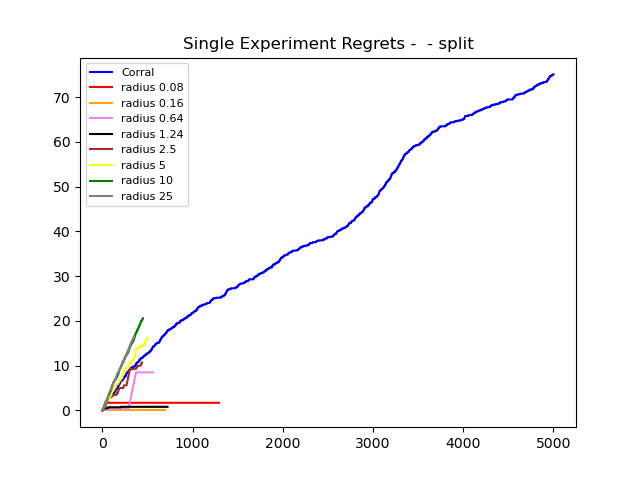 Single Experiment Regrets -  - split
Corral
radius 0.08
radius 0.16
radius 0.64
radius 1.24
radius 2.5
radius 5
radius 10
radius 25
70
60
50
40
30
20
10
0
0 1000 2000 3000 4000 5000